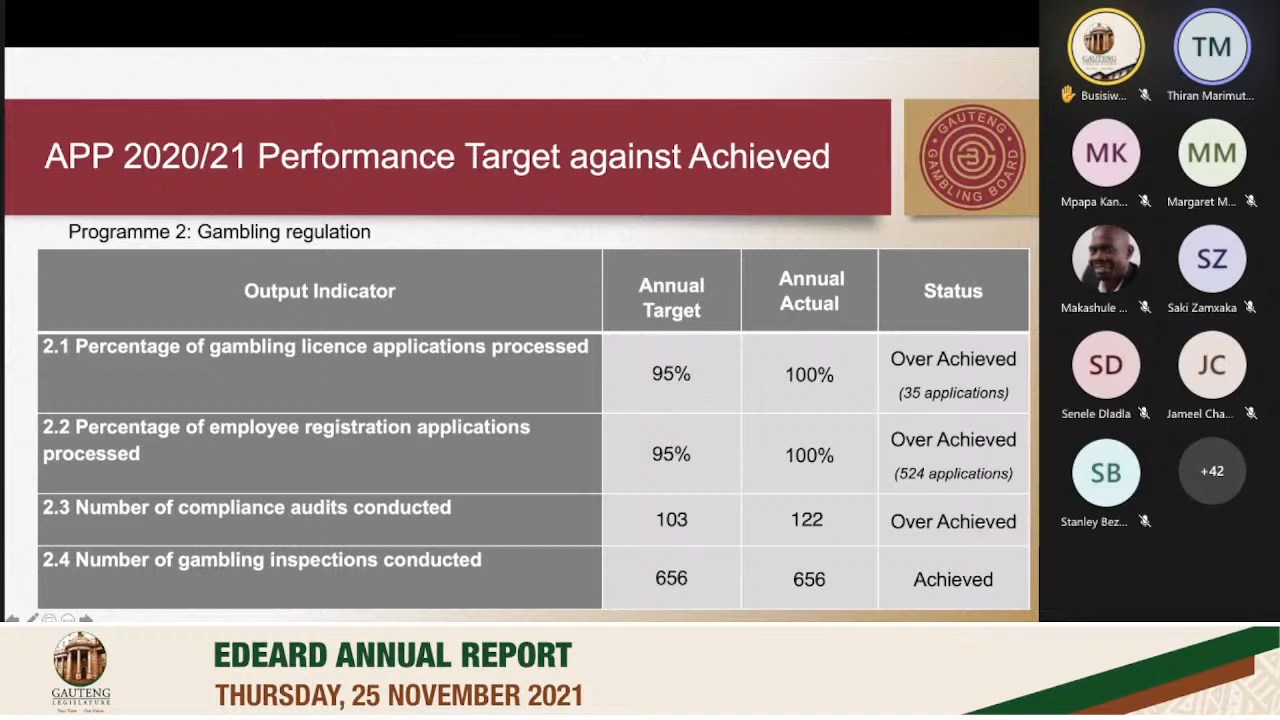 APP 2020/21 Performance Target against Achieved
GAUTENG
GAMBLING BOARD
Programme 2: Gambling regulation
Output Indicator
Annual
Target
Annual
Actual
Status
2.1 Percentage of gambling licence applications processed
95%
100%
Over Achieved
(35 applications)
2.2 Percentage of employee registration applications
processed
95%
100%
Over Achieved
(524 applications)
2.3 Number of compliance audits conducted
103
122
Over Achieved
2.4 Number of gambling inspections conducted
656
656
Achieved
GAUTENG
Busisiw...
TM
Thiran Marimut...
MK
Mpapa Kan...
MM
Margaret M...
Makashule ...
SZ
Saki Zamxaka
SD
Senele Dladla
JC
Jameel Cha...
SB
Stanley Bez...
+42
GAUTENG
LEGISLATURE
EDEARD ANNUAL REPORT
THURSDAY, 25 NOVEMBER 2021